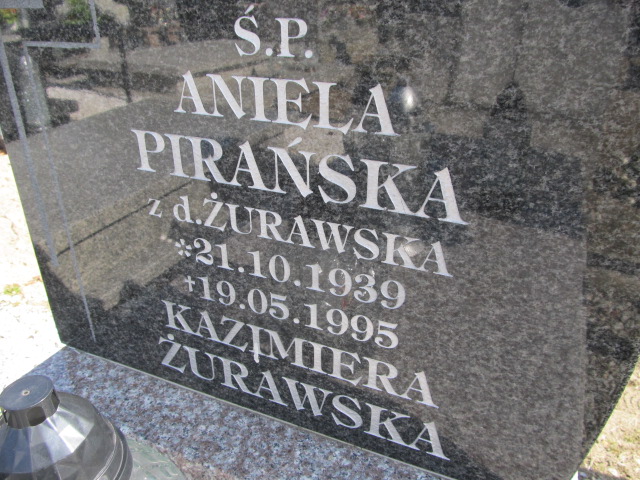 Ś.P.
ANIELA
PIRAŃSKA
z d.ŻURAWSKA
*21.10.1939
†19.05.1995
KAZIMIERA
ŻURAWSKA